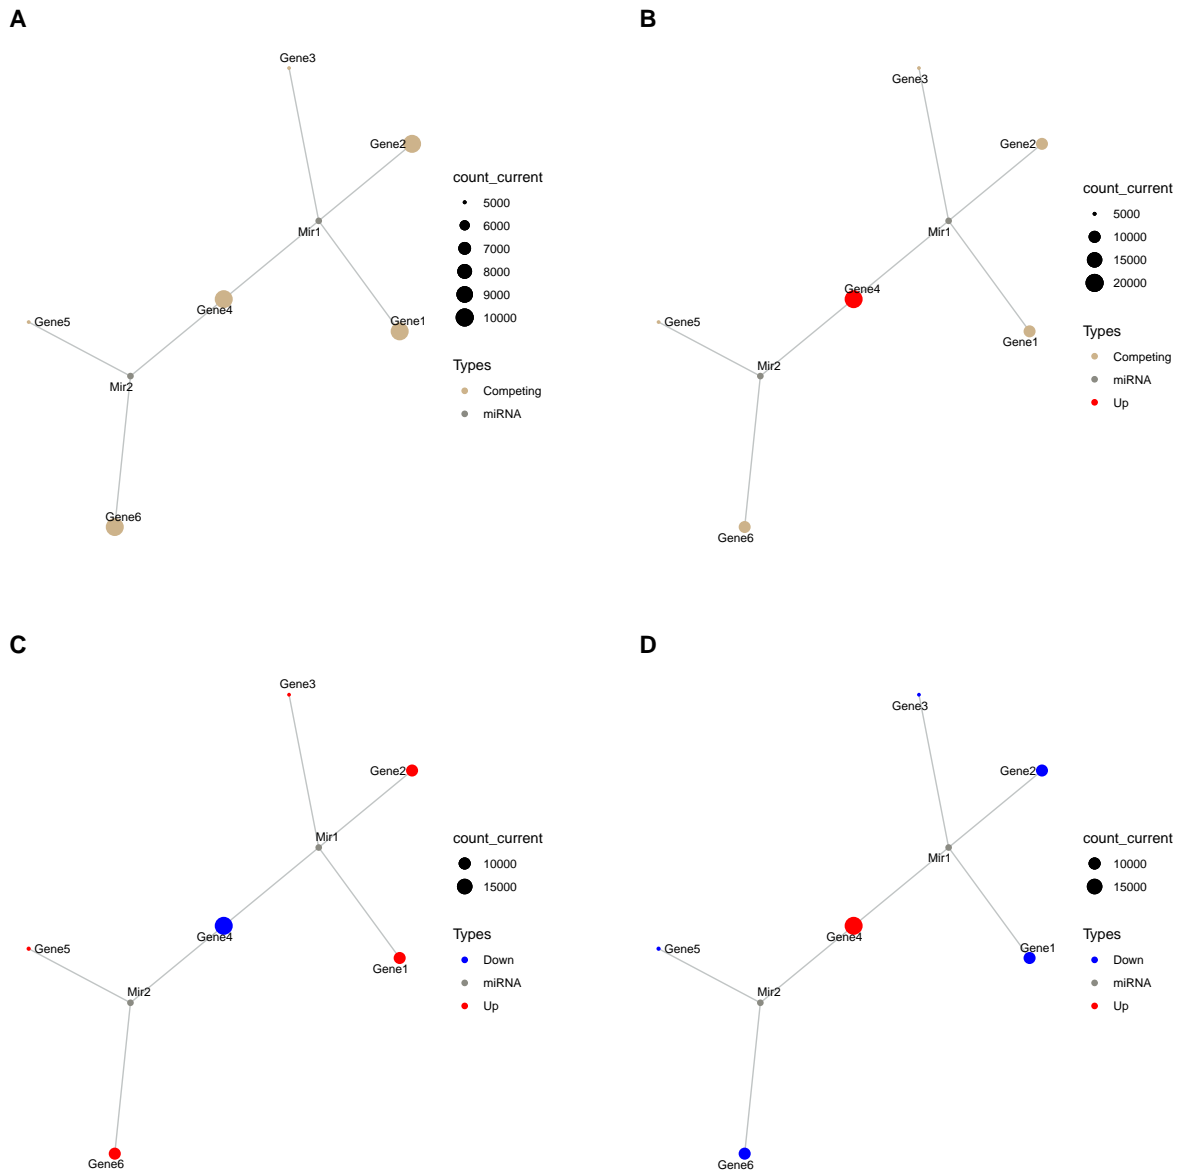 A
Gene3
Gene2
Mir1
Gene4
Gene1
Gene5
Mir2
Gene6
count_current
5000
6000
7000
8000
9000
10000
Types
Competing
miRNA
B
Gene3
Gene2
Mir1
Gene4
Gene1
Gene5
Mir2
Gene6
count_current
5000
10000
15000
20000
Types
Competing
miRNA
Up
C
Gene3
Gene2
Mir1
Gene4
Gene5
Gene1
Mir2
Gene6
count_current
10000
15000
Types
Down
miRNA
Up
D
Gene3
Gene2
Mir1
Gene4
Gene5
Gene1
Mir2
Gene6
count_current
10000
15000
Types
Down
miRNA
Up